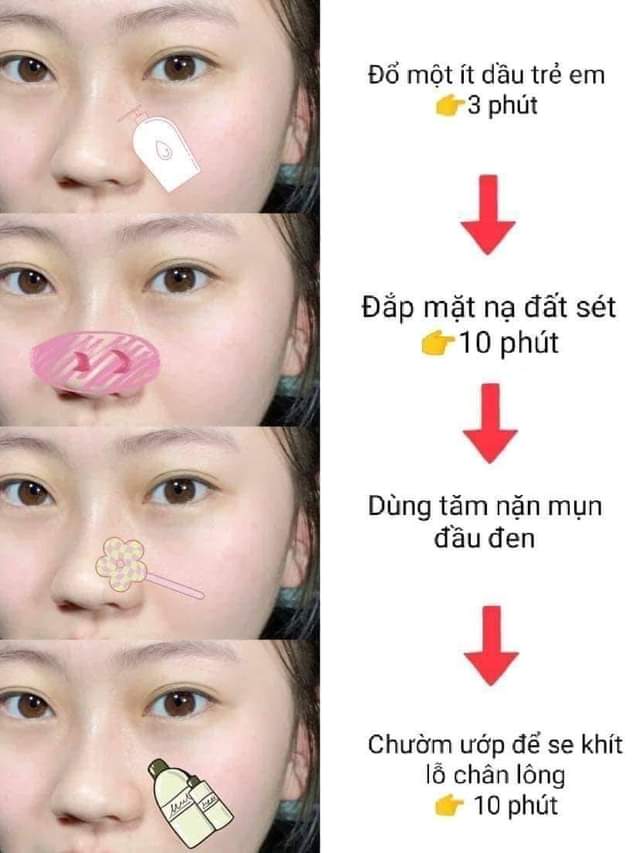 Đổ một ít dầu trẻ em
👉3 phút
Đắp mặt nạ đất sét
👉10 phút
Dùng tăm nặn mụn
đầu đen
Chườm ướp để se khít
lỗ chân lông
👉 10 phút